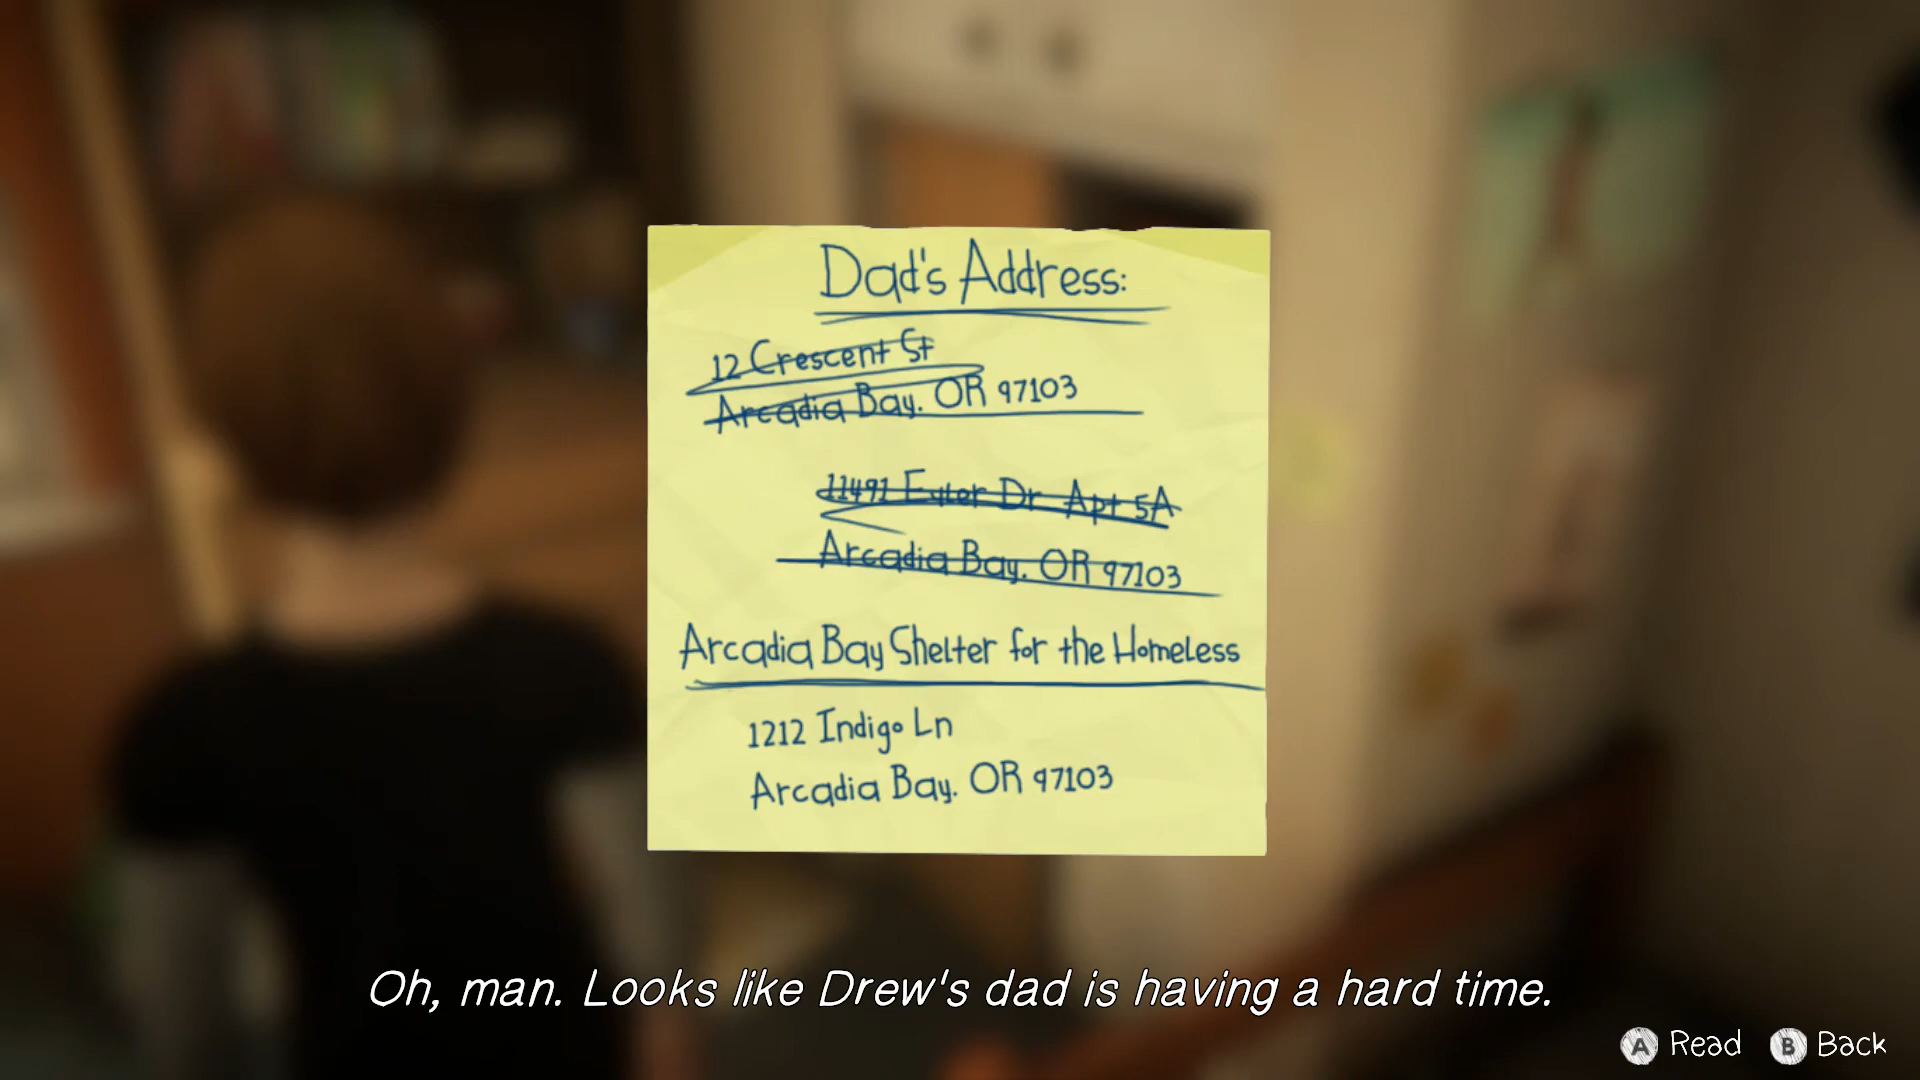 Dad's Address:
12 Crescent St
Arcadia Bay. OR 97103
11491 Euler Dr Apt 5A
Arcadia Bay. OR 97103
Arcadia Bay Shelter for the Homeless
1212 Indigo Ln
Arcadia Bay. OR 97103
Oh, man. Looks like Drew's dad is having a hard time.
A Read B Back